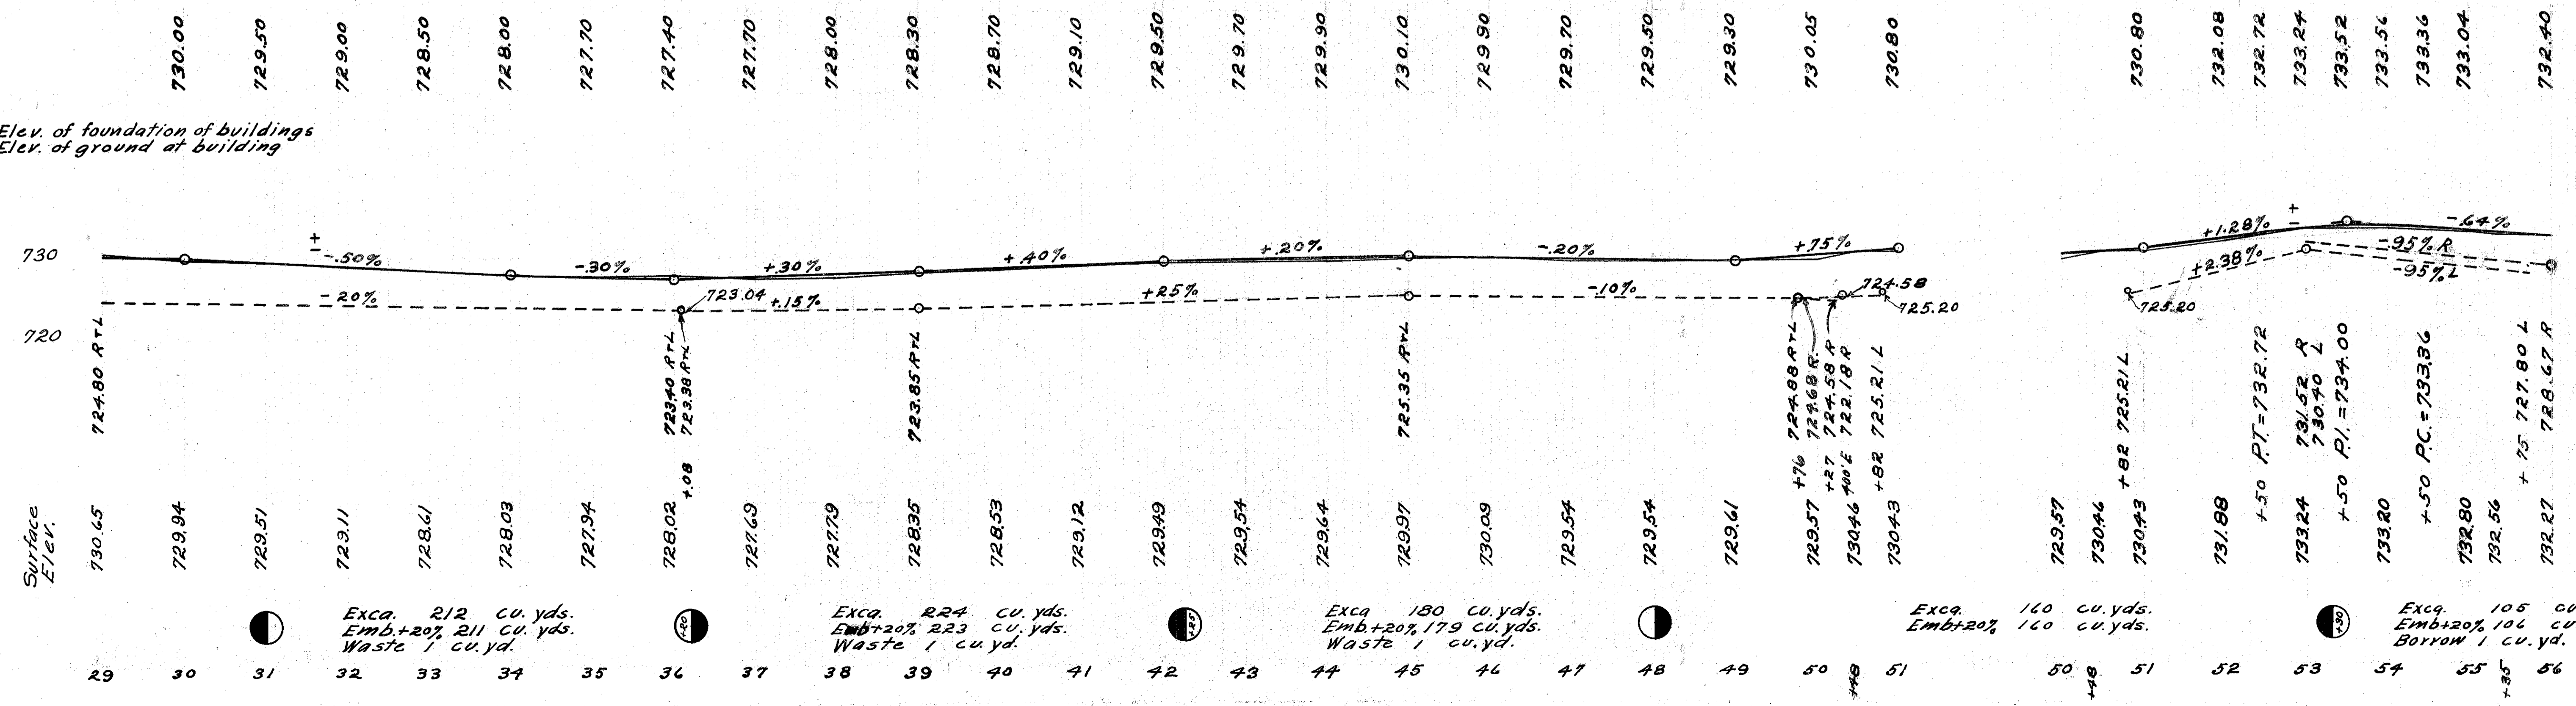 730.00 729.50 729.00 728.50 728.00 727.70 727.40 727.70 728.00 728.30 728.70 729.10 729.50 729.70 729.90 730.10 729.90 729.70 729.50 729.30 730.05 730.80 730.80 732.08 732.72 733.24 733.52 733.56 733.36 733.04 732.40
Elev. of foundation of buildings
Elev. of ground at building
730 -.50% -.30% +.30% +.40% +.20% -.20% +.75% +1.28% -.64%
-.20% 723.04 +.15% +.25% -.10% 724.58 725.20 725.20 +2.38% -.95% R
-.95% L
720
724.80 R+L
723.40 R+L
723.38 R+L
+.08
723.85 R+L
725.35 R+L
+76 724.88 R+L
724.68 R.
+27 724.58 R
400'E 722.18 R
+82 725.21 L
+82 725.21 L
+50 P.T. = 732.72
731.52 R
730.40 L
+50 P.I. = 734.00
+50 P.C. = 733.36
+75 727.80 L
728.67 R
Surface
Elev.
730.65 729.94 729.51 729.11 728.61 728.03 727.94 728.02 727.69 727.79 728.35 728.53 729.12 729.49 729.54 729.64 729.97 730.09 729.54 729.54 729.61 729.57 730.46 730.43 729.57 730.46 730.43 731.88 733.24 733.20 732.80 732.56 732.27
Exca. 212 cu. yds.
Emb.+20% 211 cu. yds.
Waste 1 cu. yd.
+20
Exca. 224 cu. yds.
Emb+20% 223 cu. yds.
Waste 1 cu. yd.
+25
Exca 180 cu. yds.
Emb.+20% 179 cu. yds.
Waste 1 cu. yd.
Exca. 160 cu. yds.
Emb+20% 160 cu. yds.
+30
Exca. 105 cu
Emb+20% 106 cu
Borrow 1 cu. yd.
29 30 31 32 33 34 35 36 37 38 39 40 41 42 43 44 45 46 47 48 49 50 +48 51 50 +48 51 52 53 54 55 +35 56